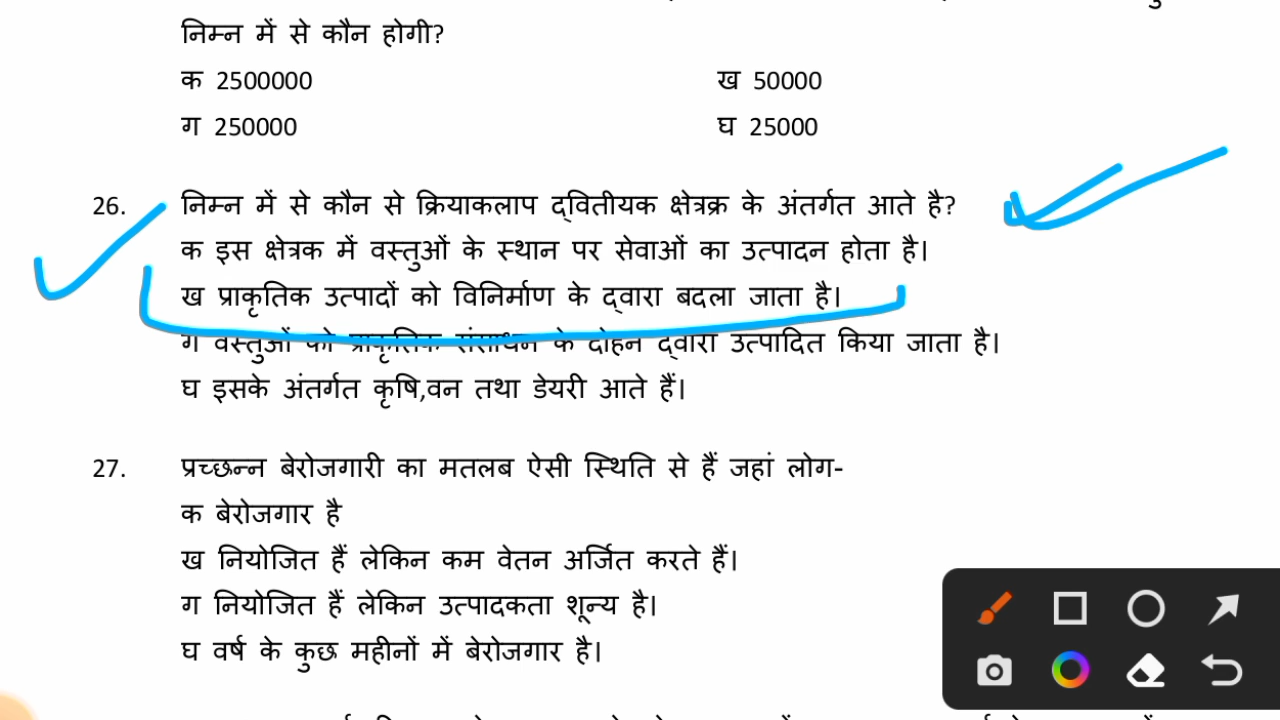 निम्न में से कौन होगी?
क 2500000 ख 50000
ग 250000 घ 25000
26. निम्न में से कौन से क्रियाकलाप द्वितीयक क्षेत्रक्र के अंतर्गत आते है?
क इस क्षेत्रक में वस्तुओं के स्थान पर सेवाओं का उत्पादन होता है।
ख प्राकृतिक उत्पादों को विनिर्माण के द्वारा बदला जाता है।
ग वस्तुओं को प्राकृतिक संसाधन के दोहन द्वारा उत्पादित किया जाता है।
घ इसके अंतर्गत कृषि,वन तथा डेयरी आते हैं।
27. प्रच्छन्न बेरोजगारी का मतलब ऐसी स्थिति से हैं जहां लोग-
क बेरोजगार है
ख नियोजित हैं लेकिन कम वेतन अर्जित करते हैं।
ग नियोजित हैं लेकिन उत्पादकता शून्य है।
घ वर्ष के कुछ महीनों में बेरोजगार है।